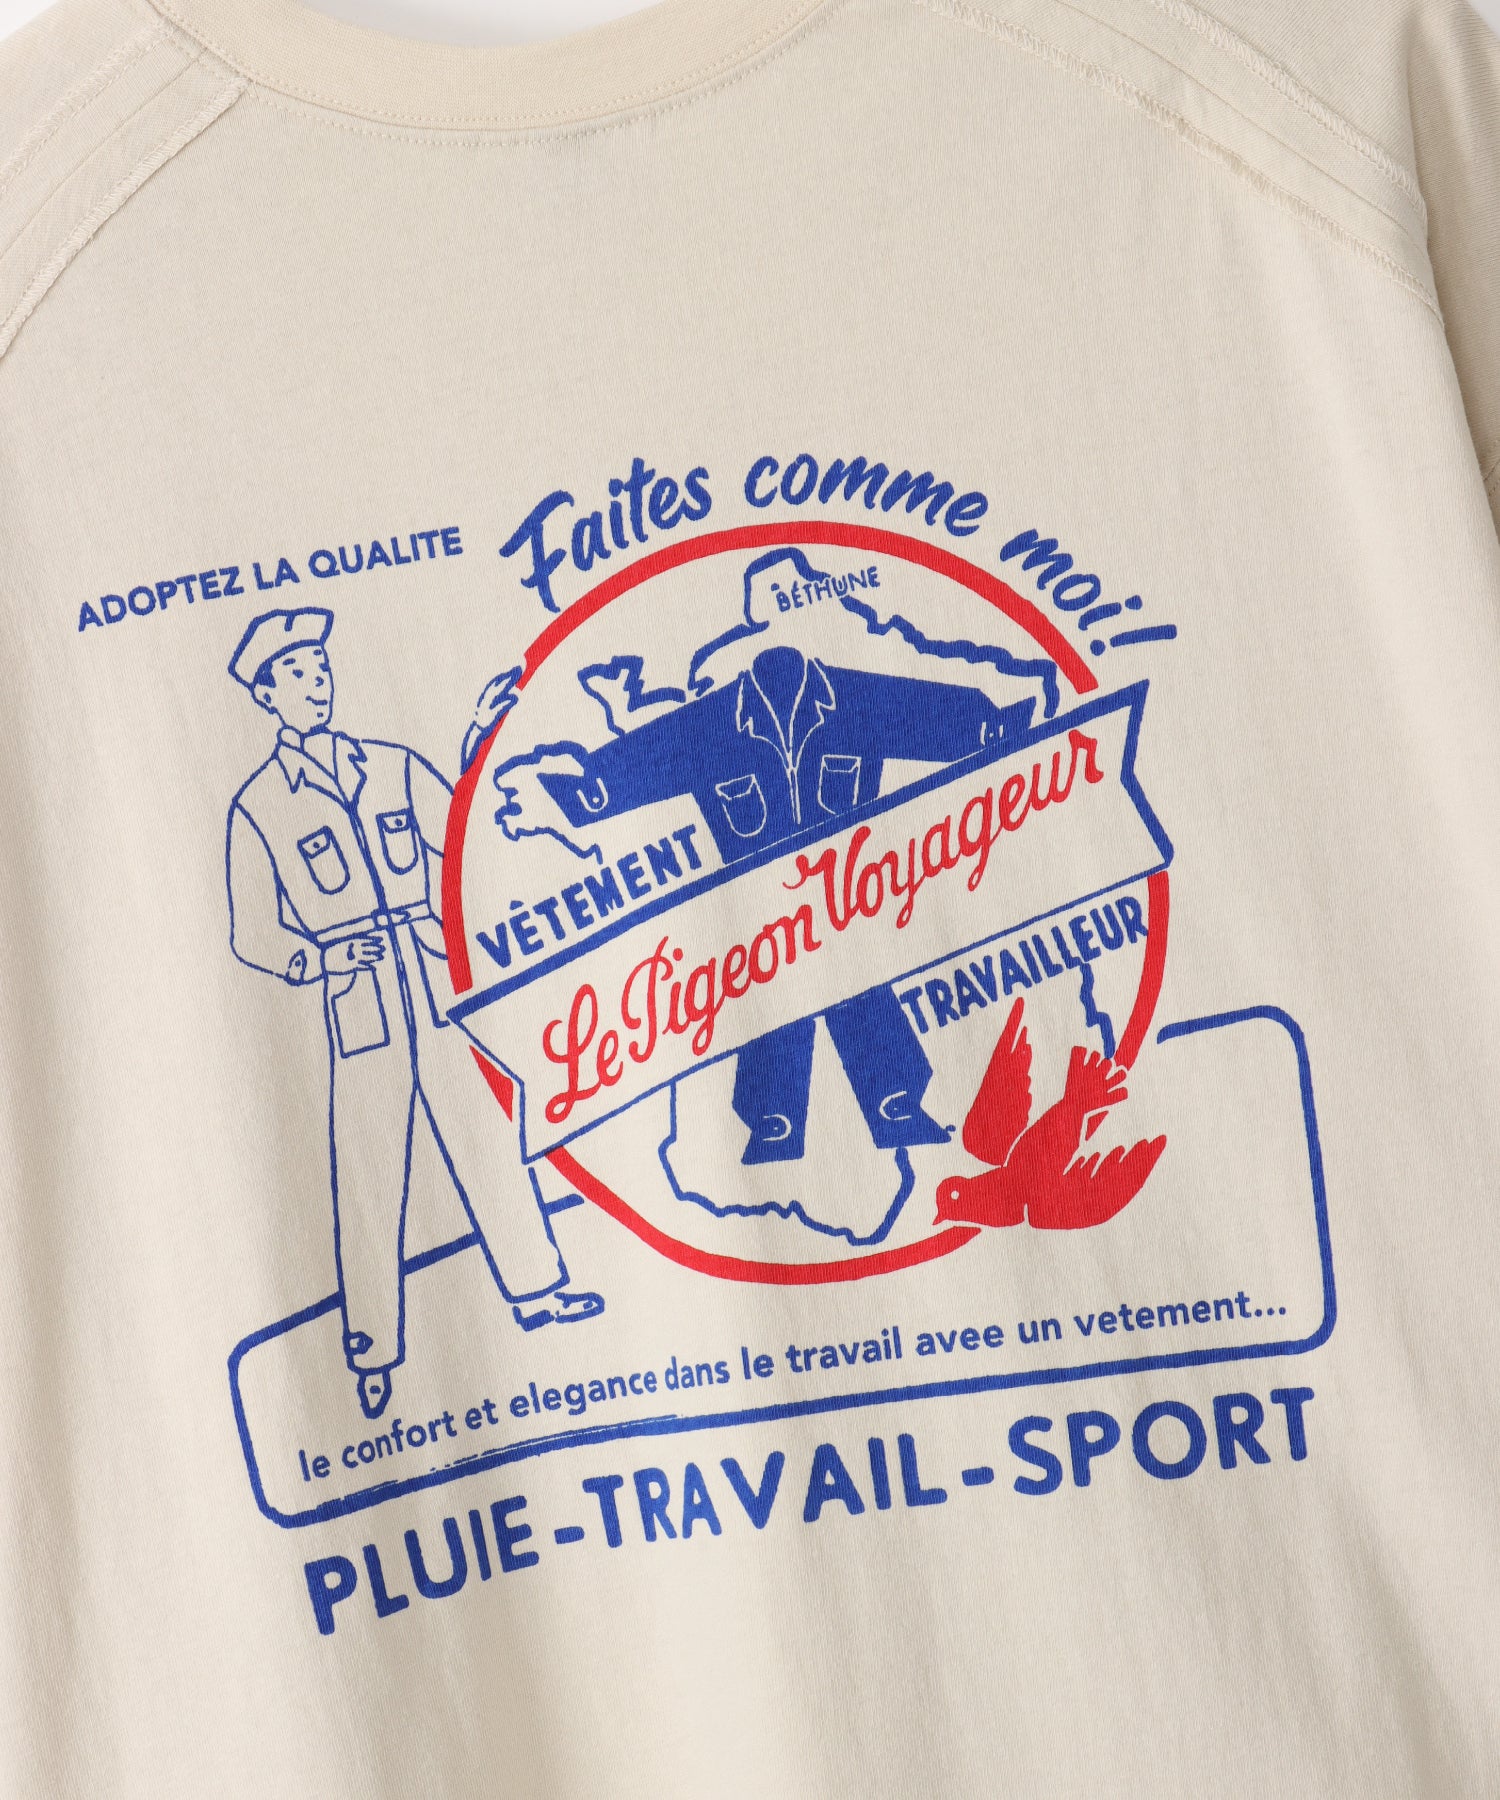 Faites comme moi!
ADOPTEZ LA QUALITE
BÉTHUNE
VÊTEMENT
Le Pigeon Voyageur
TRAVAILLEUR
le confort et elegance dans le travail avee un vetement...
PLUIE-TRAVAIL-SPORT